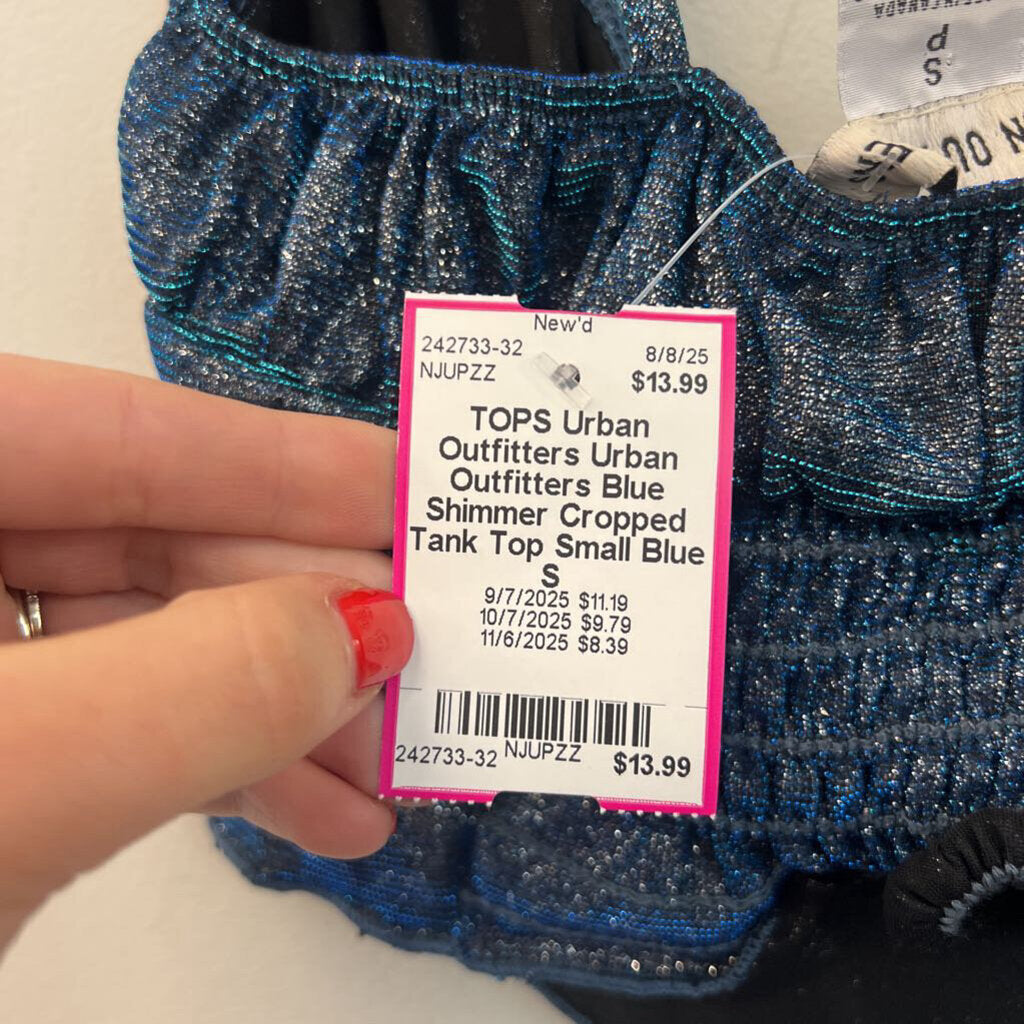 P
S
New'd
242733-32 8/8/25
NJUPZZ $13.99
TOPS Urban
Outfitters Urban
Outfitters Blue
Shimmer Cropped
Tank Top Small Blue
S
9/7/2025 $11.19
10/7/2025 $9.79
11/6/2025 $8.39
242733-32 NJUPZZ $13.99